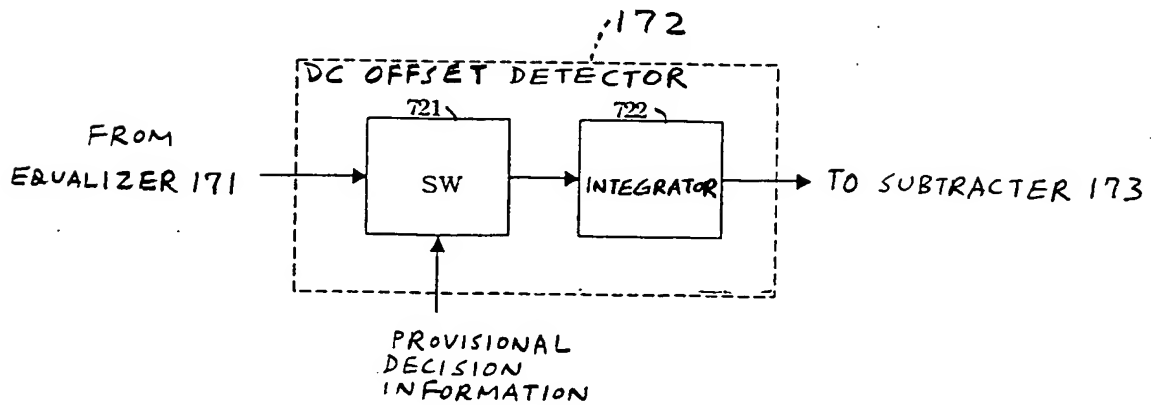 172
DC OFFSET DETECTOR
721
722
FROM
EQUALIZER 171
SW
INTEGRATOR
TO SUBTRACTER 173
PROVISIONAL
DECISION
INFORMATION